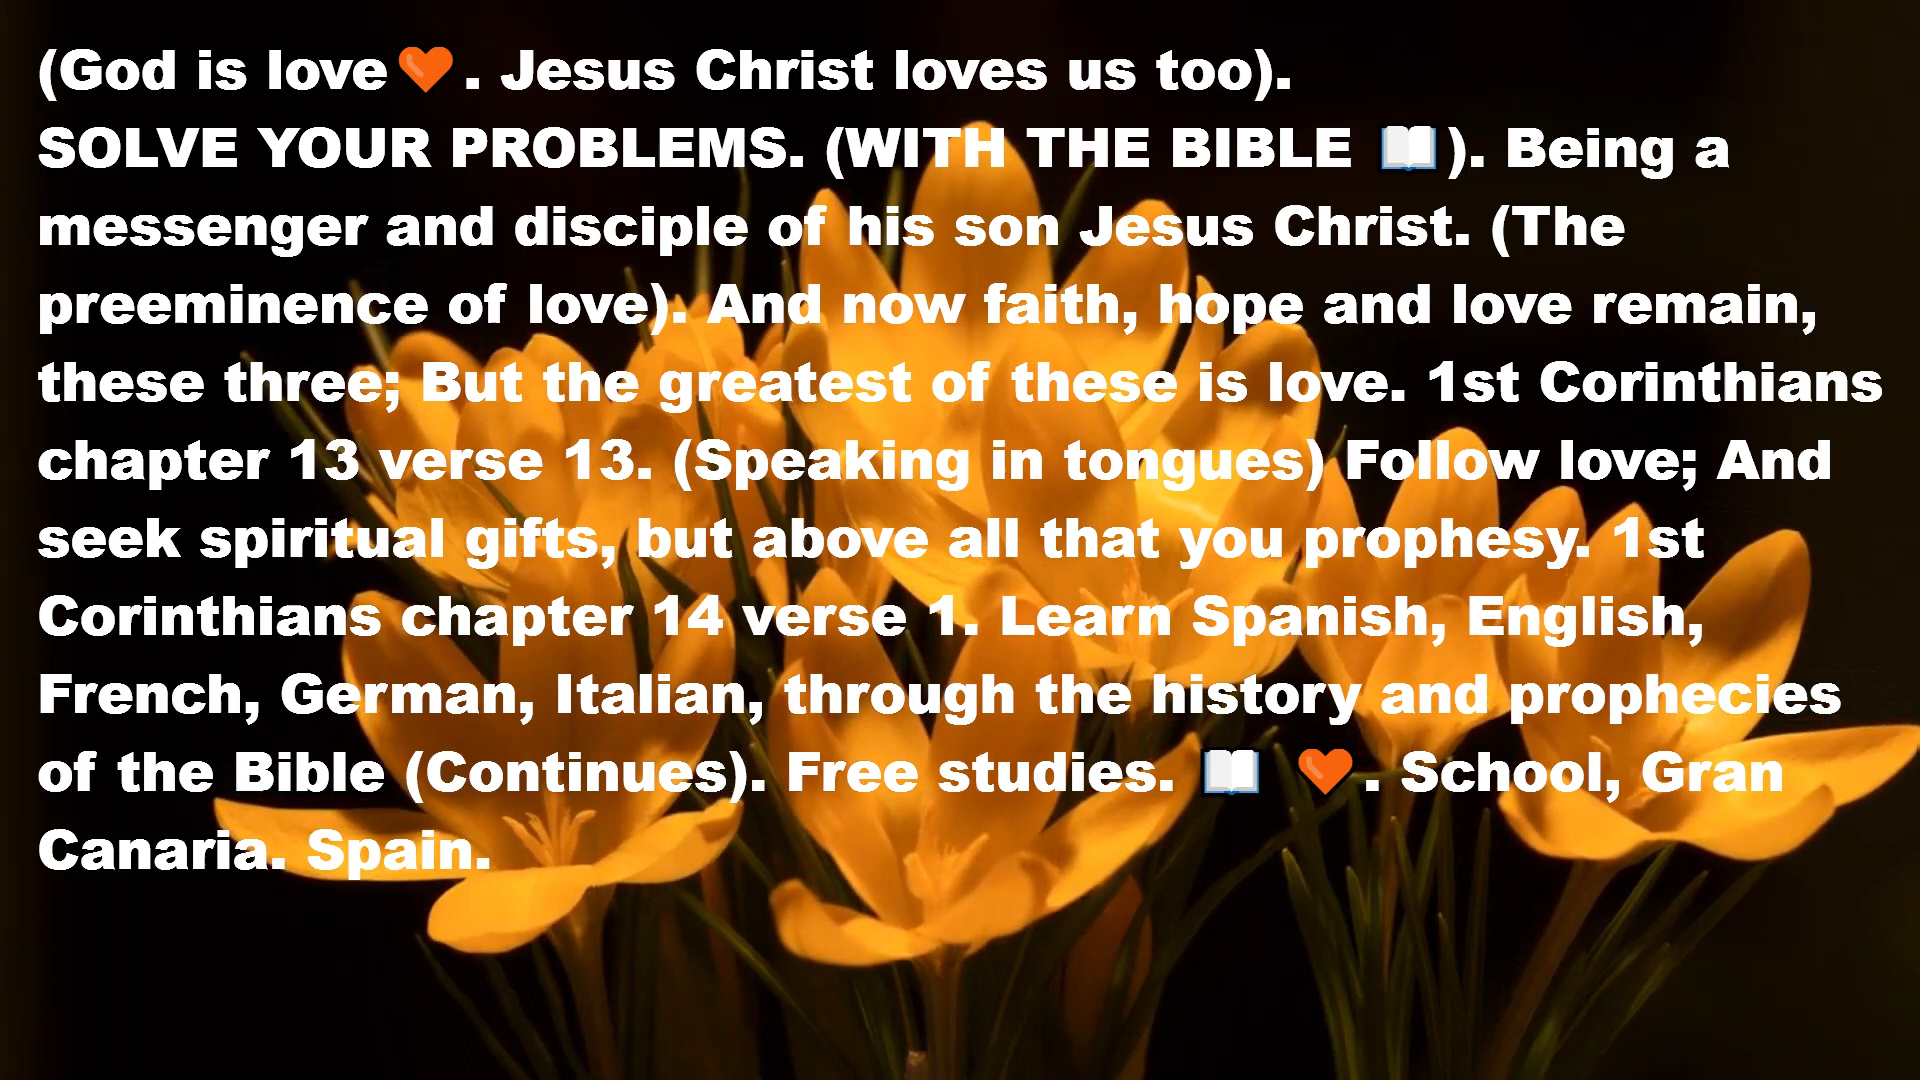 (God is love🧡. Jesus Christ loves us too).
SOLVE YOUR PROBLEMS. (WITH THE BIBLE 📖). Being a
messenger and disciple of his son Jesus Christ. (The
preeminence of love). And now faith, hope and love remain,
these three; But the greatest of these is love. 1st Corinthians
chapter 13 verse 13. (Speaking in tongues) Follow love; And
seek spiritual gifts, but above all that you prophesy. 1st
Corinthians chapter 14 verse 1. Learn Spanish, English,
French, German, Italian, through the history and prophecies
of the Bible (Continues). Free studies. 📖 🧡. School, Gran
Canaria. Spain.